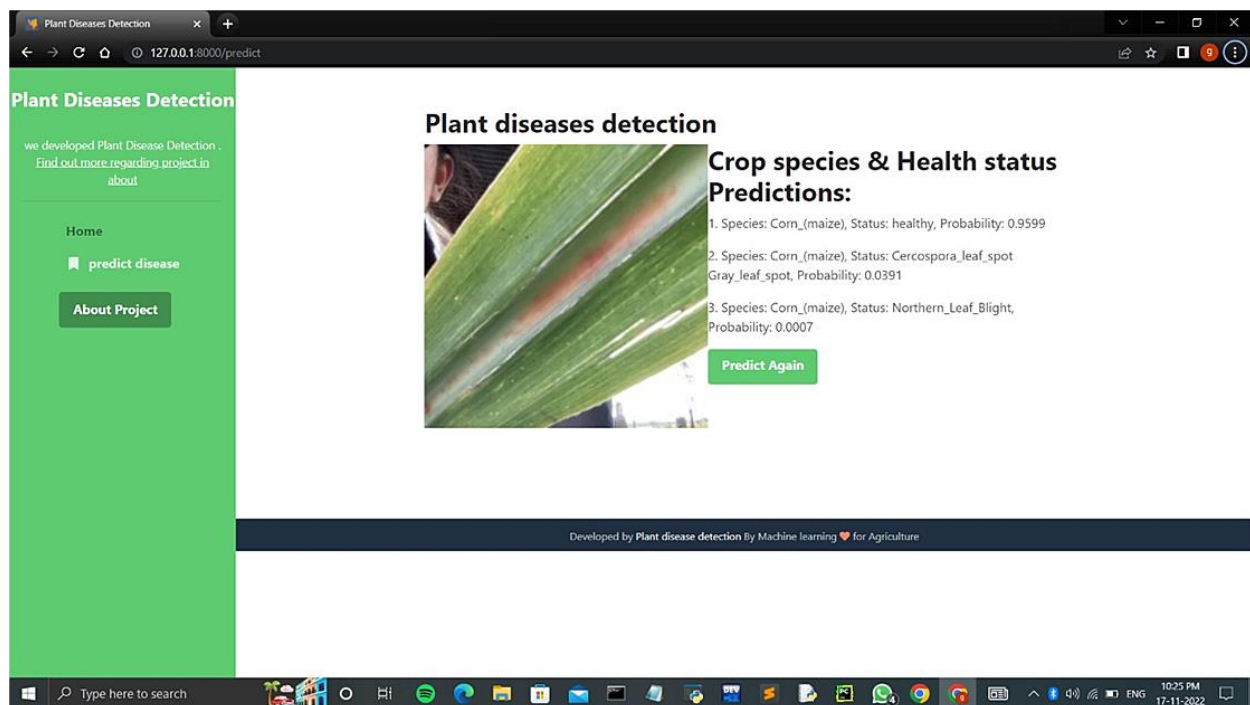 Plant Diseases Detection
127.0.0.1:8000/predict
g
Plant Diseases Detection
we developed Plant Disease Detection .
Find out more regarding project in
about
Home
predict disease
About Project
Plant diseases detection
Crop species & Health status
Predictions:
1. Species: Corn_(maize), Status: healthy, Probability: 0.9599
2. Species: Corn_(maize), Status: Cercospora_leaf_spot
Gray_leaf_spot, Probability: 0.0391
3. Species: Corn_(maize), Status: Northern_Leaf_Blight,
Probability: 0.0007
Predict Again
Developed by Plant disease detection By Machine learning 🧡 for Agriculture
Type here to search
DEV
4
ENG
10:25 PM
17-11-2022